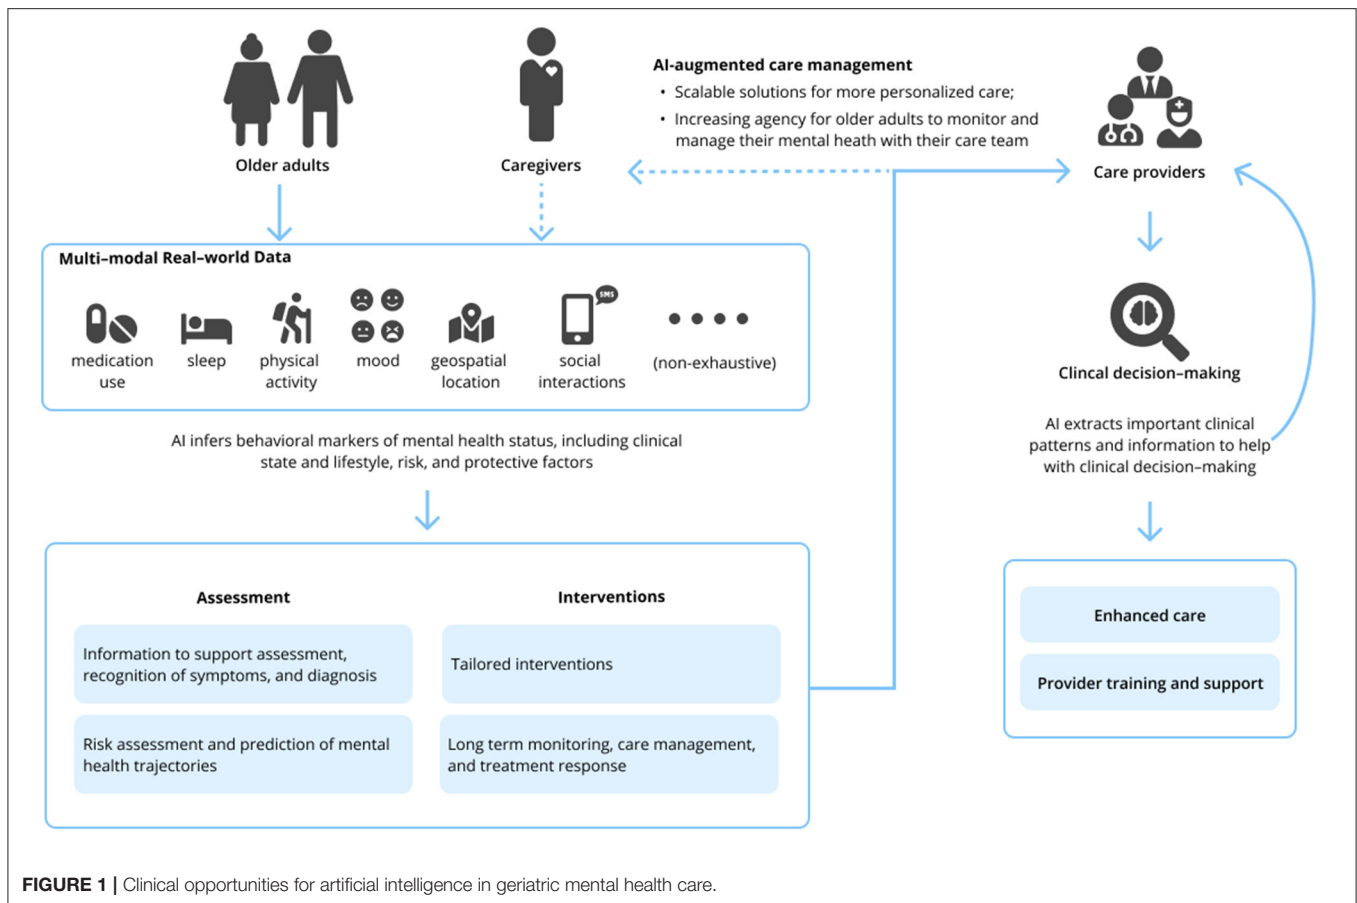 Older adults
Caregivers
AI-augmented care management
• Scalable solutions for more personalized care;
• Increasing agency for older adults to monitor and
manage their mental heath with their care team
Care providers
Multi–modal Real–world Data
medication
use
sleep
physical
activity
mood
geospatial
location
SMS
social
interactions
(non-exhaustive)
AI infers behavioral markers of mental health status, including clinical
state and lifestyle, risk, and protective factors
Assessment
Information to support assessment,
recognition of symptoms, and diagnosis
Risk assessment and prediction of mental
health trajectories
Interventions
Tailored interventions
Long term monitoring, care management,
and treatment response
Clincal decision–making
AI extracts important clinical
patterns and information to help
with clinical decision–making
Enhanced care
Provider training and support
FIGURE 1 | Clinical opportunities for artificial intelligence in geriatric mental health care.